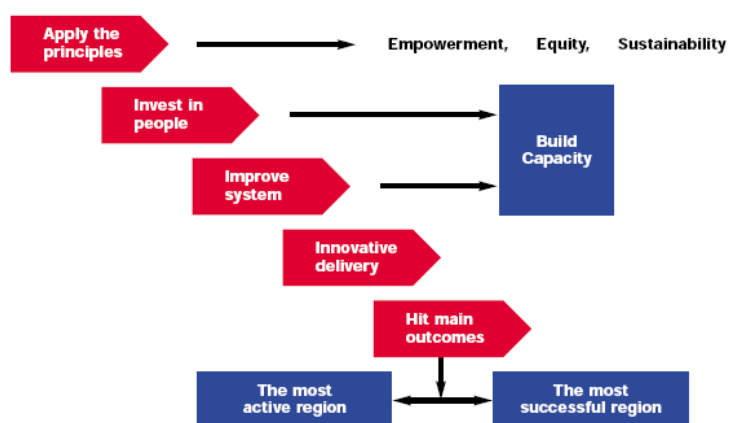 Apply the
principles
Empowerment, Equity, Sustainability
Invest in
people
Build
Capacity
Improve
system
Innovative
delivery
Hit main
outcomes
The most
active region
The most
successful region